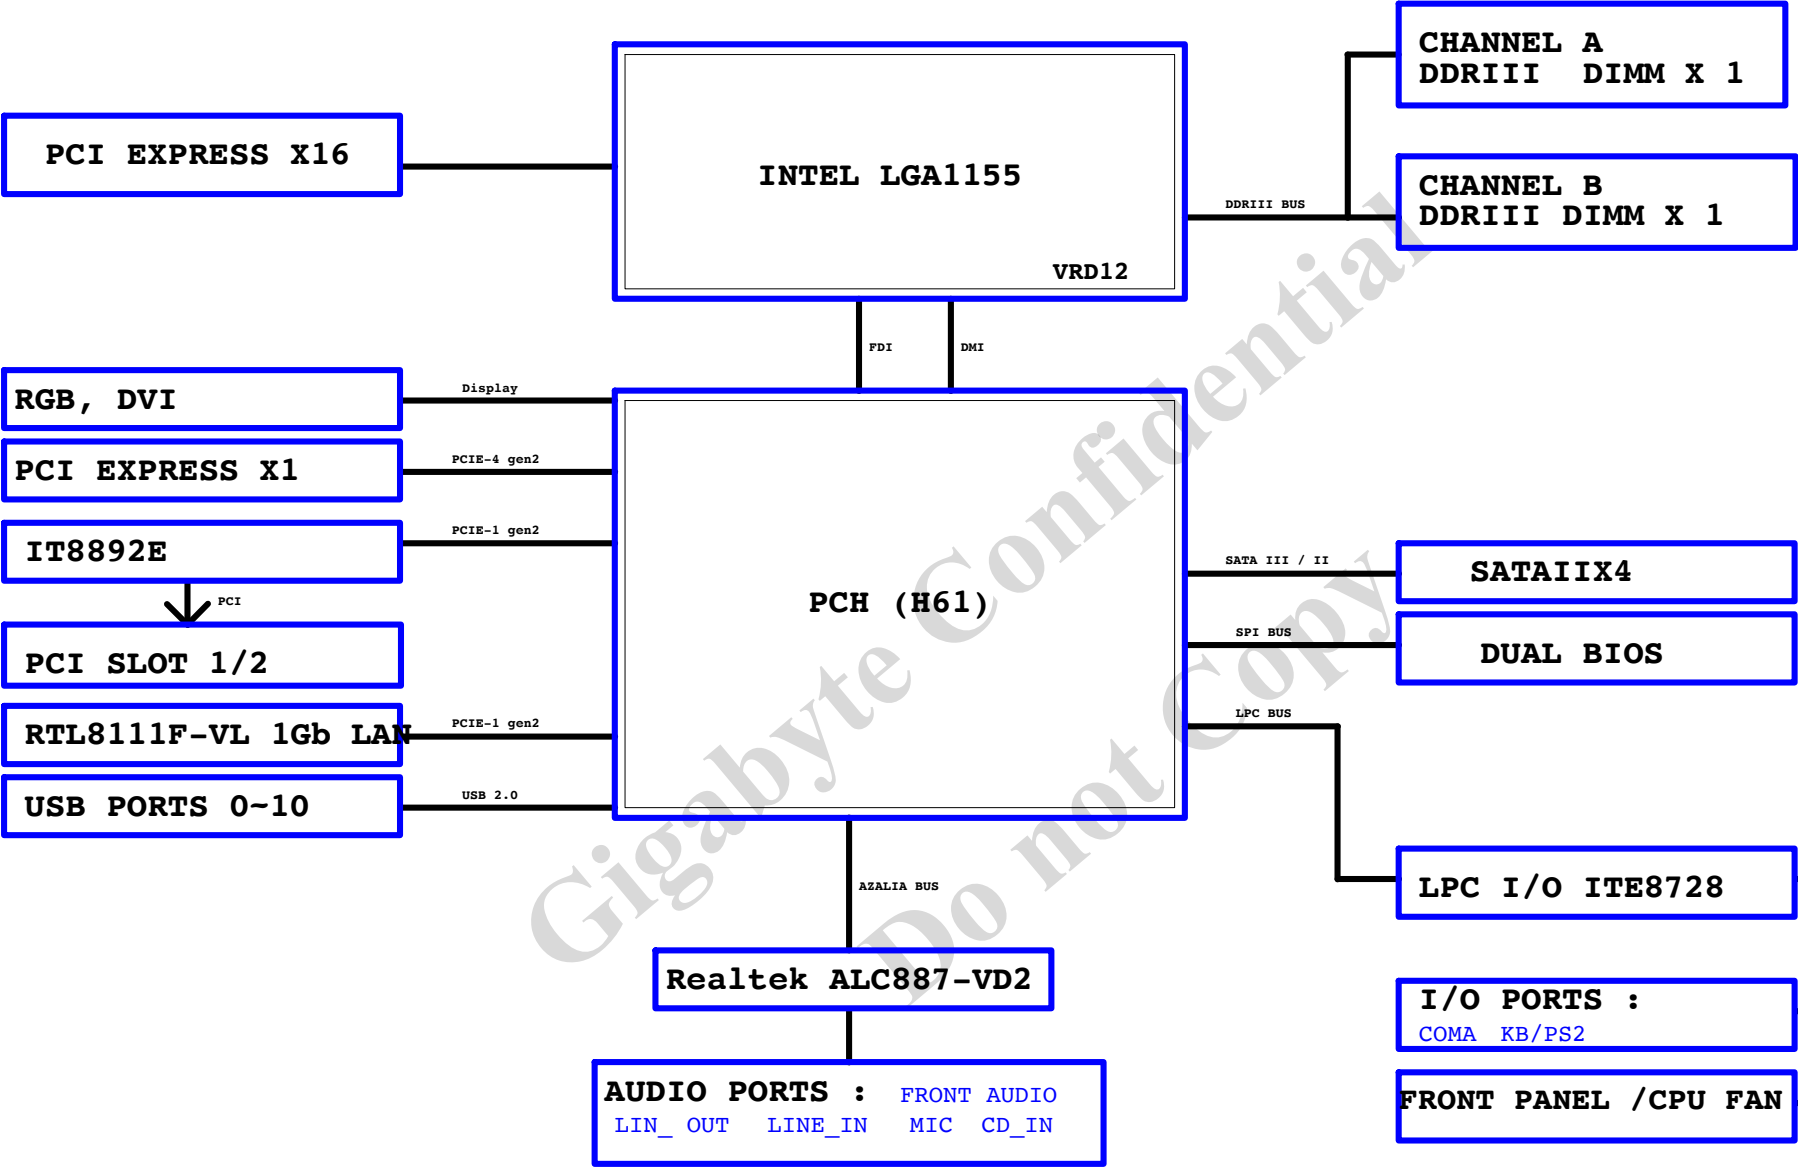 CHANNEL A
DDRIII DIMM X 1
PCI EXPRESS X16
INTEL LGA1155
CHANNEL B
DDRIII DIMM X 1
DDRIII BUS
VRD12
FDI
DMI
RGB, DVI
Display
PCI EXPRESS X1
PCIE-4 gen2
IT8892E
PCIE-1 gen2
PCI
PCI SLOT 1/2
RTL8111F-VL 1Gb LAN
PCIE-1 gen2
USB PORTS 0~10
USB 2.0
PCH (H61)
SATA III / II
SATAIIX4
SPI BUS
DUAL BIOS
LPC BUS
LPC I/O ITE8728
AZALIA BUS
Realtek ALC887-VD2
AUDIO PORTS : FRONT AUDIO
LIN_ OUT LINE_IN MIC CD_IN
I/O PORTS :
COMA KB/PS2
FRONT PANEL /CPU FAN
Gigabyte Confidential
Do not Copy